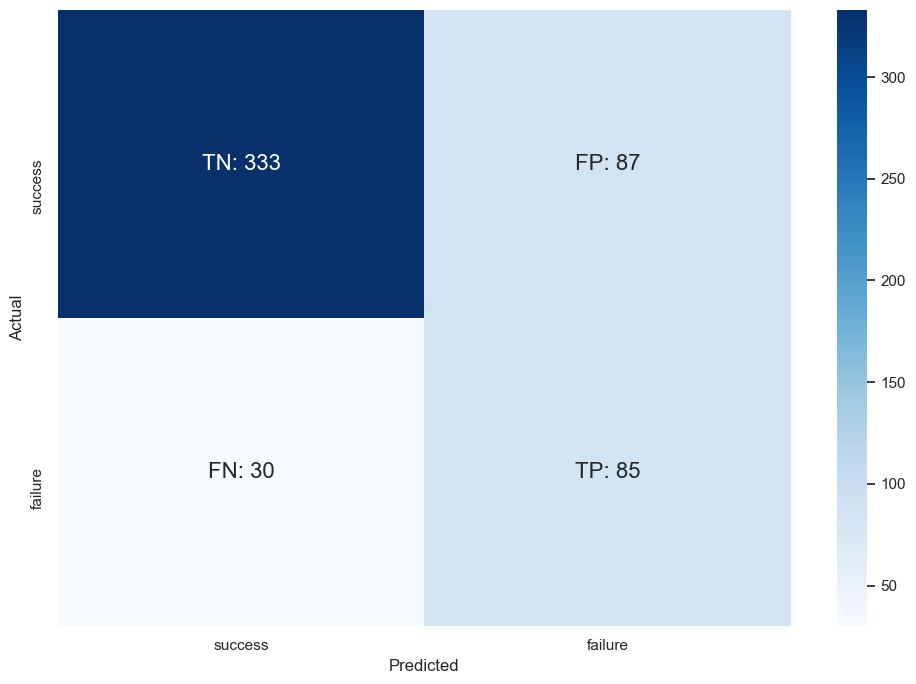 TN: 333
FP: 87
FN: 30
TP: 85
success
failure
Actual
success
failure
Predicted
300
250
200
150
100
50